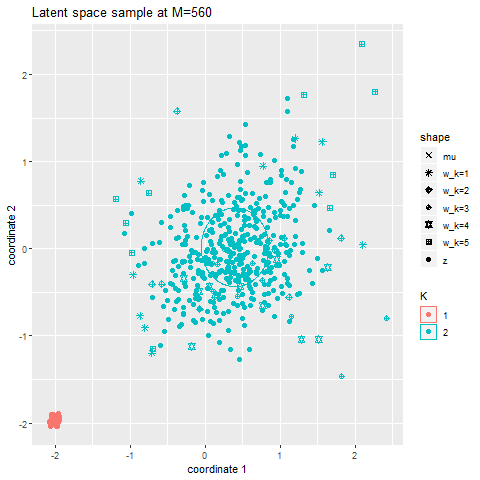 Latent space sample at M=560
2
1
0
-1
-2
coordinate 2
-2
-1
0
1
2
coordinate 1
shape
mu
w_k=1
w_k=2
w_k=3
w_k=4
w_k=5
z
K
1
2